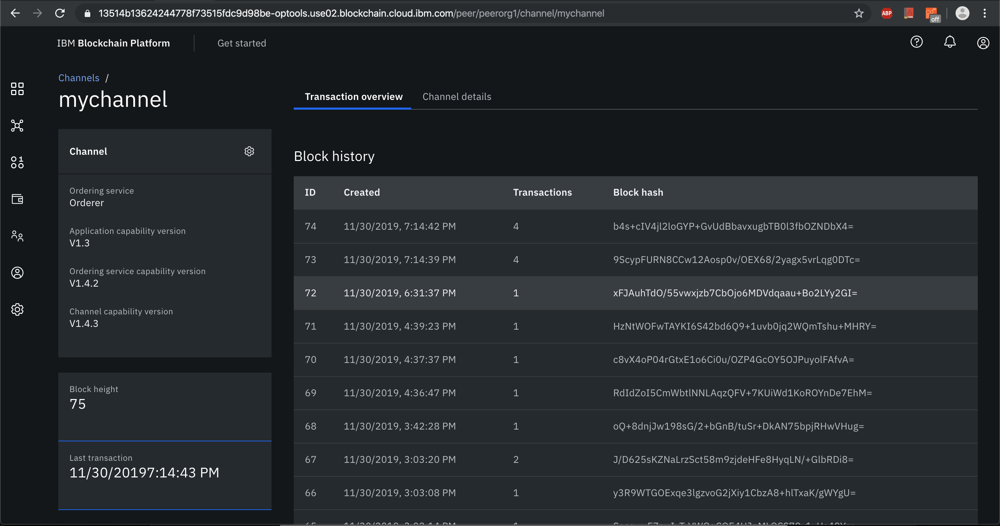 13514b13624244778f73515fdc9d98be-optools.use02.blockchain.cloud.ibm.com/peer/peerorg1/channel/mychannel
ABP
off
IBM Blockchain Platform
Get started
Channels /
mychannel
Transaction overview
Channel details
Channel
Ordering service
Orderer
Application capability version
V1.3
Ordering service capability version
V1.4.2
Channel capability version
V1.4.3
Block height
75
Last transaction
11/30/20197:14:43 PM
Block history
ID Created Transactions Block hash
74 11/30/2019, 7:14:42 PM 4 b4s+cIV4jl2loGYP+GvUdBbavxugbTB0l3fbOZNDbX4=
73 11/30/2019, 7:14:39 PM 4 9ScypFURN8CCw12Aosp0v/OEX68/2yagx5vrLqg0DTc=
72 11/30/2019, 6:31:37 PM 1 xFJAuhTdO/55vwxjzb7CbOjo6MDVdqaau+Bo2LYy2GI=
71 11/30/2019, 4:39:23 PM 1 HzNtWOFwTAYKI6S42bd6Q9+1uvb0jq2WQmTshu+MHRY=
70 11/30/2019, 4:37:37 PM 1 c8vX4oP04rGtxE1o6Ci0u/OZP4GcOY5OJPuyolFAfvA=
69 11/30/2019, 4:36:47 PM 1 RdIdZoI5CmWbtlNNLAqzQFV+7KUiWd1KoROYnDe7EhM=
68 11/30/2019, 3:42:28 PM 1 oQ+8dnjJw198sG/2+bGnB/tuSr+DkAN75bpjRHwVHug=
67 11/30/2019, 3:03:20 PM 2 J/D625sKZNaLrzSct58m9zjdeHFe8HyqLN/+GlbRDi8=
66 11/30/2019, 3:03:08 PM 1 y3R9WTGOExqe3lgzvoG2jXiy1CbzA8+hlTxaK/gWYgU=